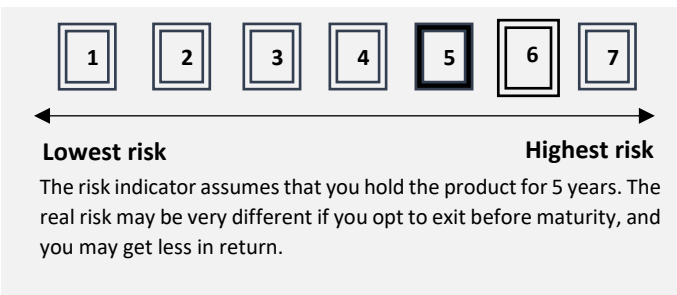 1 2 3 4 5 6 7
Lowest risk Highest risk
The risk indicator assumes that you hold the product for 5 years. The
real risk may be very different if you opt to exit before maturity, and
you may get less in return.